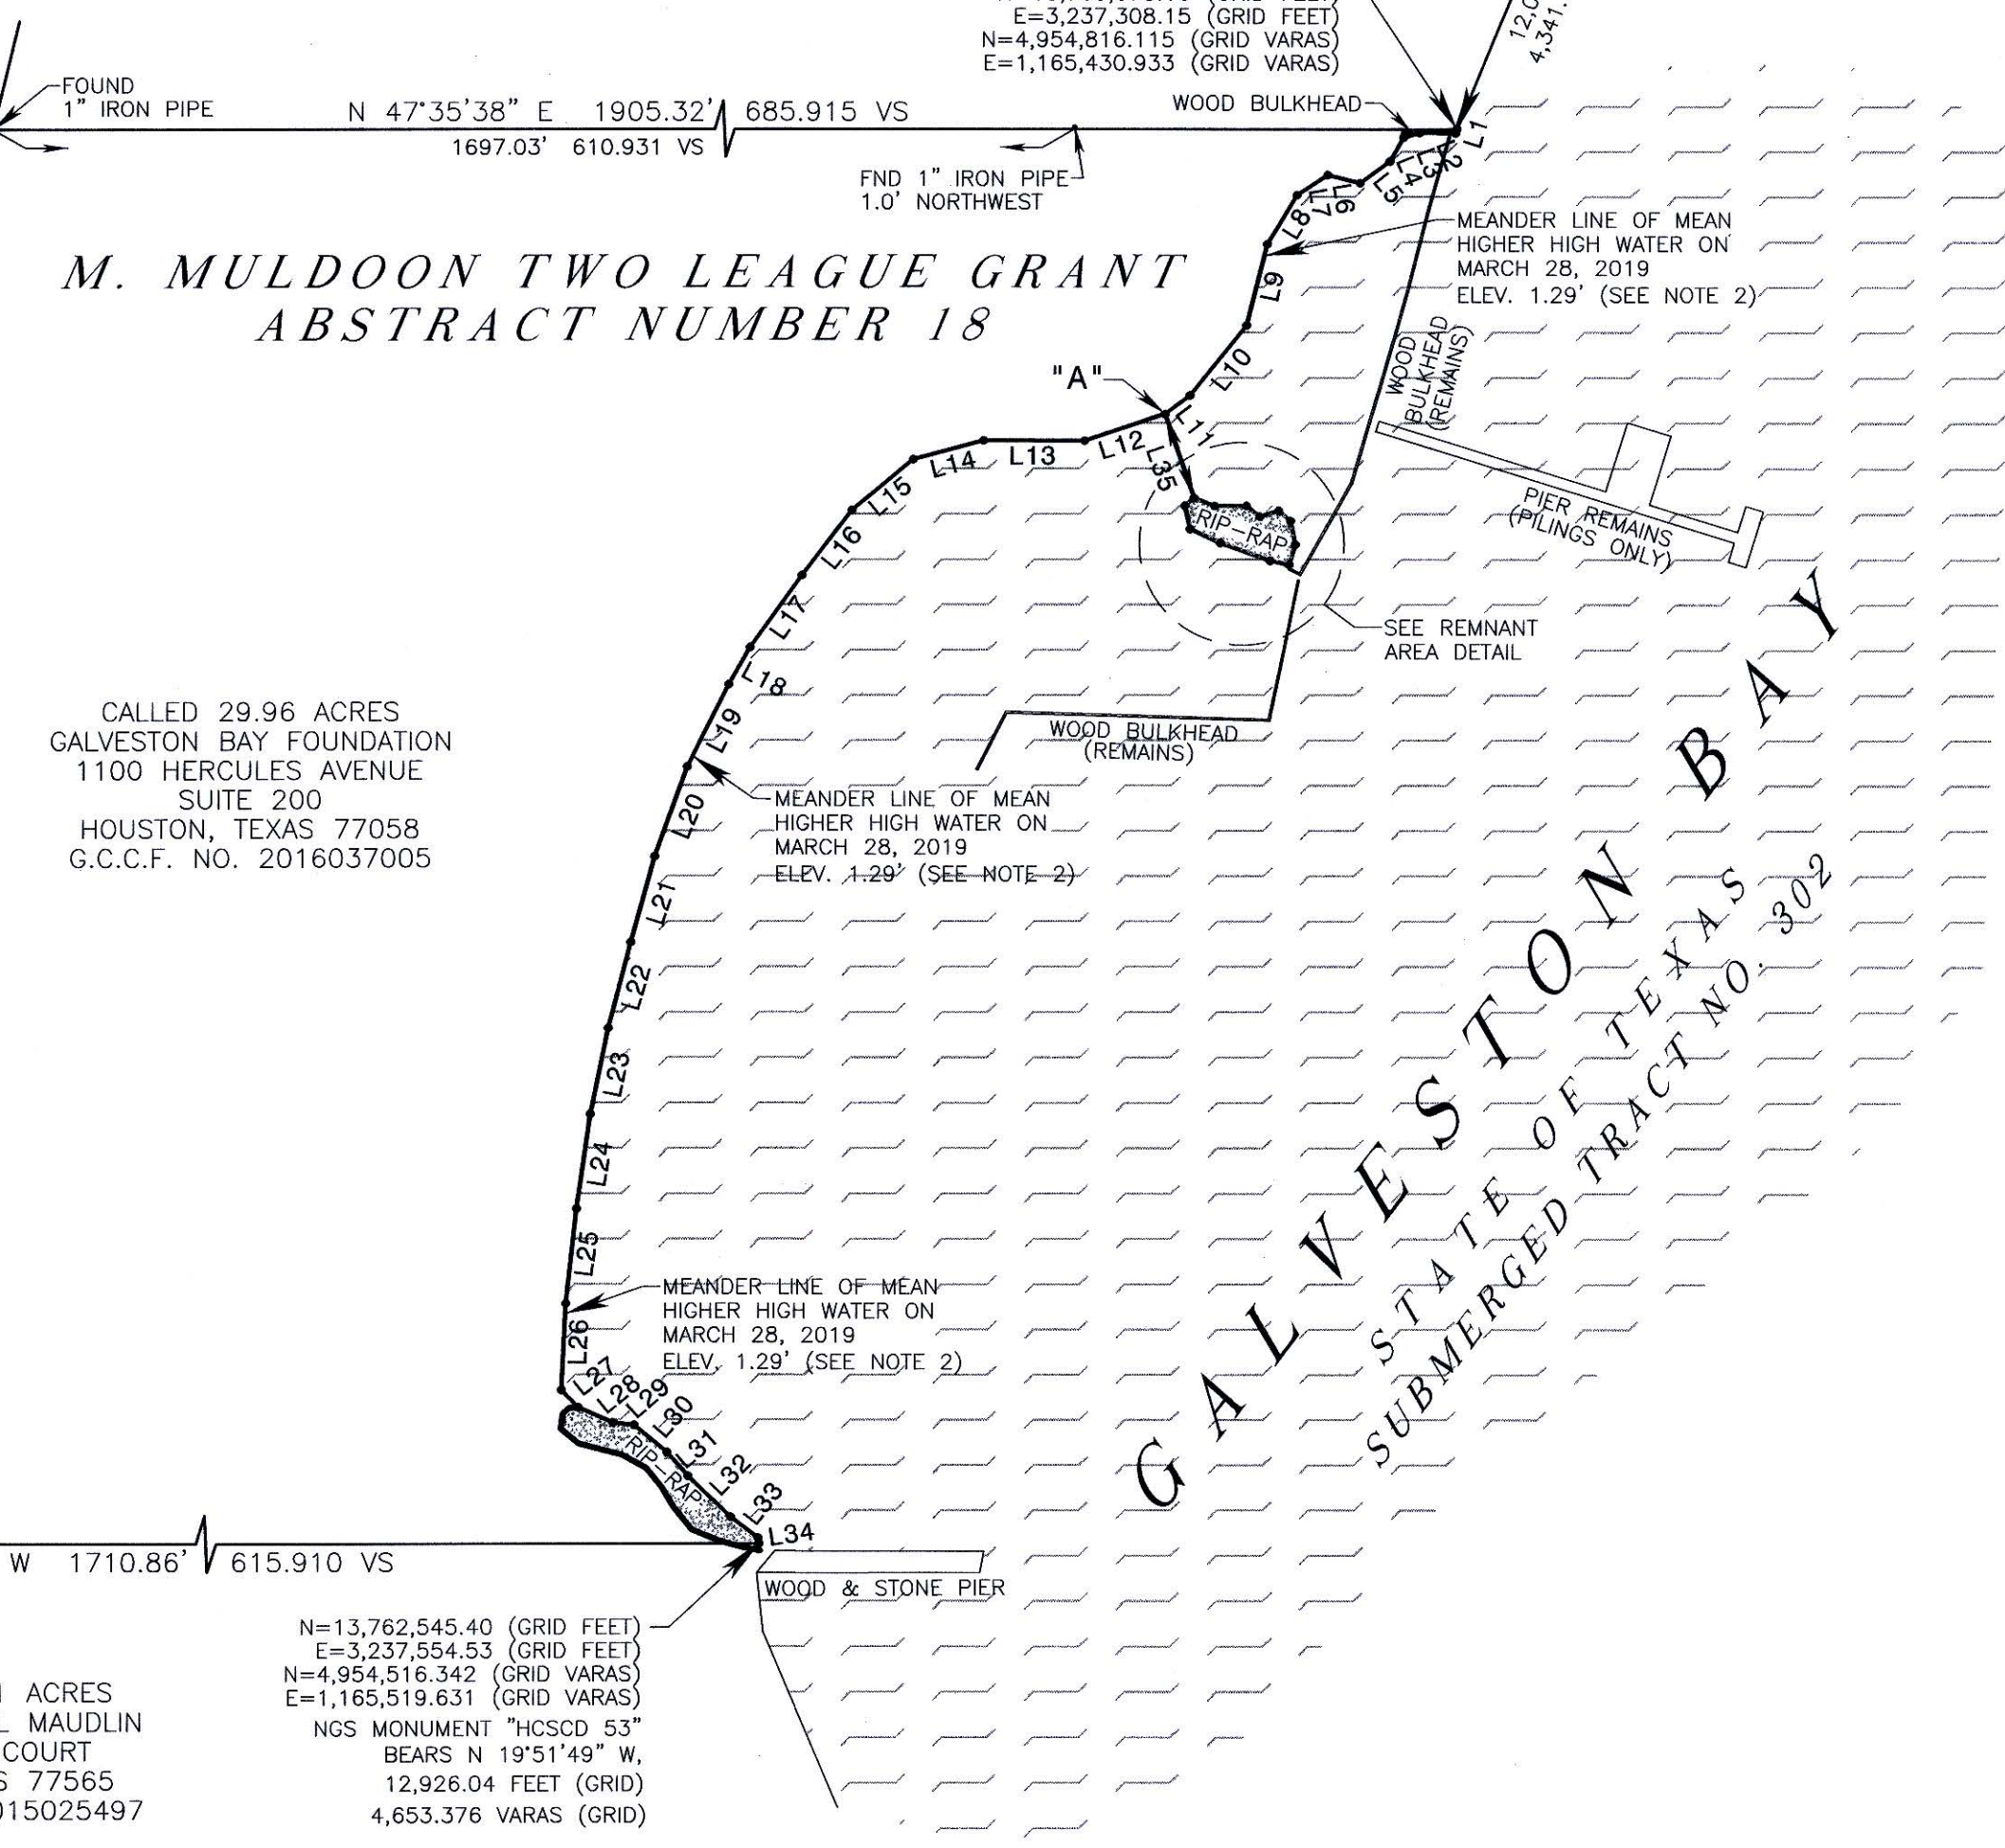 E=3,237,308.15 (GRID FEET)
N=4,954,816.115 (GRID VARAS)
E=1,165,430.933 (GRID VARAS)
12,0
4,341.
FOUND
1" IRON PIPE
N 47°35'38" E 1905.32' 685.915 VS
1697.03' 610.931 VS
WOOD BULKHEAD
FND 1" IRON PIPE
1.0' NORTHWEST
L1
L2
L3
L4
L5
L6
L7
L8
L9
L10
L11
MEANDER LINE OF MEAN
HIGHER HIGH WATER ON
MARCH 28, 2019
ELEV. 1.29' (SEE NOTE 2)
M. MULDOON TWO LEAGUE GRANT
ABSTRACT NUMBER 18
WOOD
BULKHEAD
(REMAINS)
"A"
L35
L12
L13
L14
L15
L16
L17
L18
L19
L20
L21
L22
L23
L24
L25
L26
RIP-RAP
PIER REMAINS
(PILINGS ONLY)
SEE REMNANT
AREA DETAIL
WOOD BULKHEAD
(REMAINS)
CALLED 29.96 ACRES
GALVESTON BAY FOUNDATION
1100 HERCULES AVENUE
SUITE 200
HOUSTON, TEXAS 77058
G.C.C.F. NO. 2016037005
MEANDER LINE OF MEAN
HIGHER HIGH WATER ON
MARCH 28, 2019
ELEV. 1.29' (SEE NOTE 2)
GALVESTON BAY
STATE OF TEXAS
SUBMERGED TRACT NO. 302
MEANDER LINE OF MEAN
HIGHER HIGH WATER ON
MARCH 28, 2019
ELEV. 1.29' (SEE NOTE 2)
L27
L28
L29
L30
L31
L32
L33
L34
RIP-RAP
W 1710.86' 615.910 VS
WOOD & STONE PIER
N=13,762,545.40 (GRID FEET)
E=3,237,554.53 (GRID FEET)
N=4,954,516.342 (GRID VARAS)
E=1,165,519.631 (GRID VARAS)
NGS MONUMENT "HCSCD 53"
BEARS N 19°51'49" W,
12,926.04 FEET (GRID)
4,653.376 VARAS (GRID)
ACRES
MAUDLIN
COURT
77565
015025497